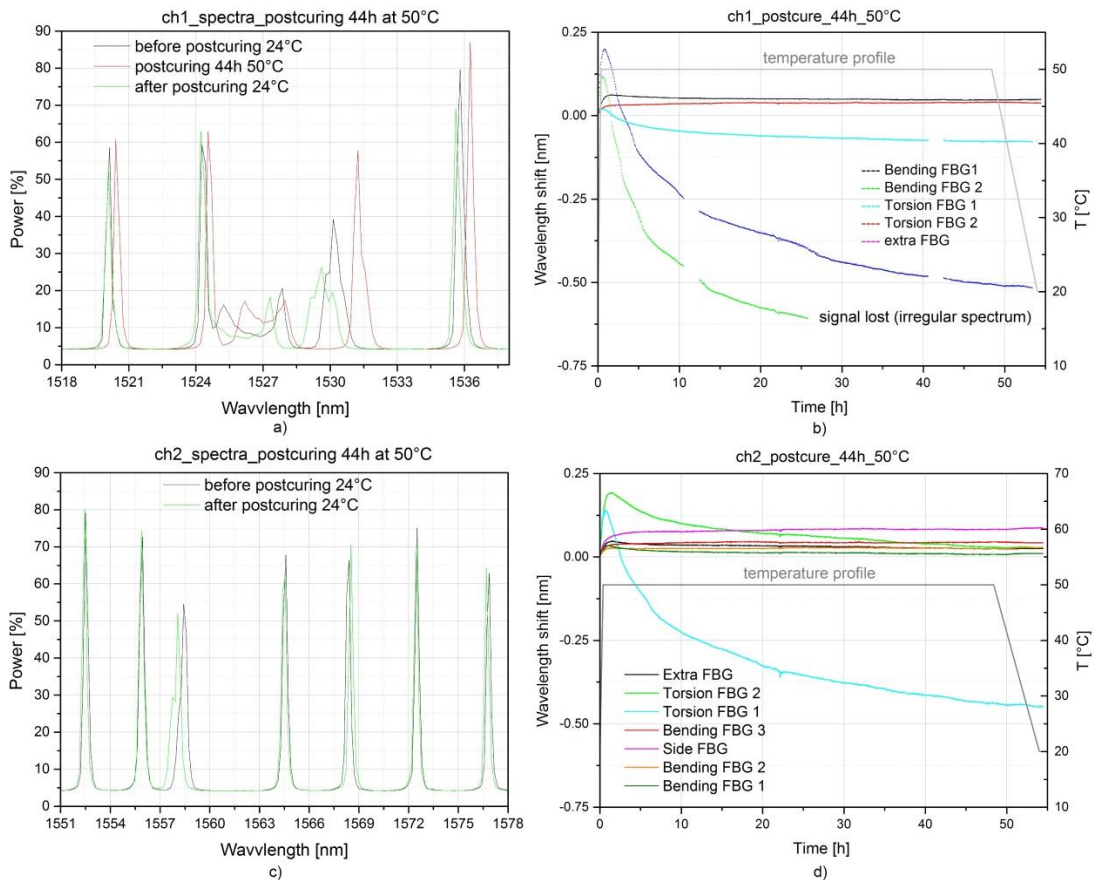 ch1_spectra_postcuring 44h at 50°C
90
80
70
60
50
40
30
20
10
0
Power [%]
before postcuring 24°C
postcuring 44h 50°C
after postcuring 24°C
1518 1521 1524 1527 1530 1533 1536
Wavvlength [nm]
a)
ch1_postcure_44h_50°C
0.25
0.00
-0.25
-0.50
-0.75
Wavelength shift [nm]
temperature profile
Bending FBG1
Bending FBG 2
Torsion FBG 1
Torsion FBG 2
extra FBG
signal lost (irregular spectrum)
60
50
40
30
20
10
T [°C]
0 10 20 30 40 50
Time [h]
b)
ch2_spectra_postcuring 44h at 50°C
90
80
70
60
50
40
30
20
10
0
Power [%]
before postcuring 24°C
after postcuring 24°C
1551 1554 1557 1560 1563 1566 1569 1572 1575 1578
Wavvlength [nm]
c)
ch2_postcure_44h_50°C
0.25
0.00
-0.25
-0.50
-0.75
Wavelength shift [nm]
temperature profile
Extra FBG
Torsion FBG 2
Torsion FBG 1
Bending FBG 3
Side FBG
Bending FBG 2
Bending FBG 1
70
60
50
40
30
20
10
T [°C]
0 10 20 30 40 50
Time [h]
d)